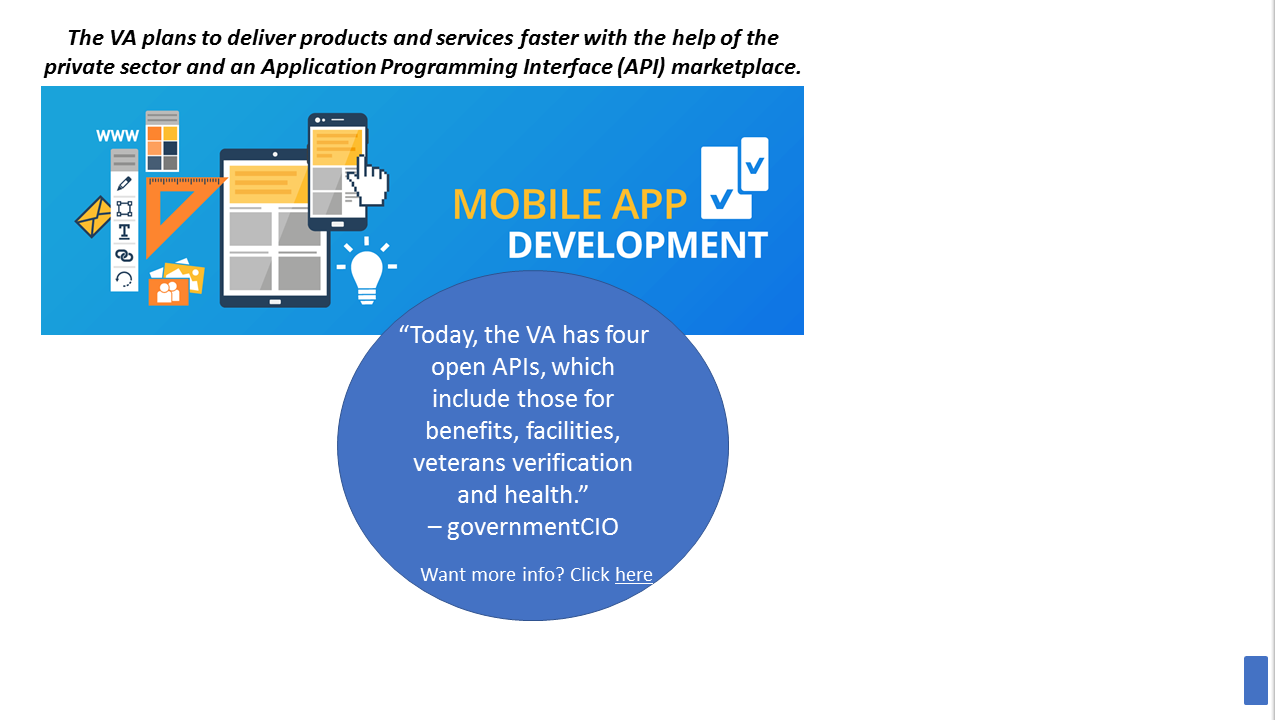 The VA plans to deliver products and services faster with the help of the
private sector and an Application Programming Interface (API) marketplace.
WWW
T
MOBILE APP
DEVELOPMENT
“Today, the VA has four
open APIs, which
include those for
benefits, facilities,
veterans verification
and health.”
– governmentCIO
Want more info? Click here